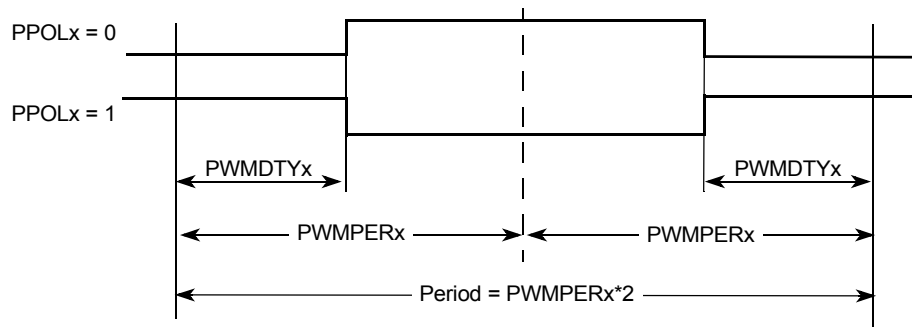 PPOLx = 0
PPOLx = 1
PWMDTYx
PWMDTYx
PWMPERx
PWMPERx
Period = PWMPERx*2